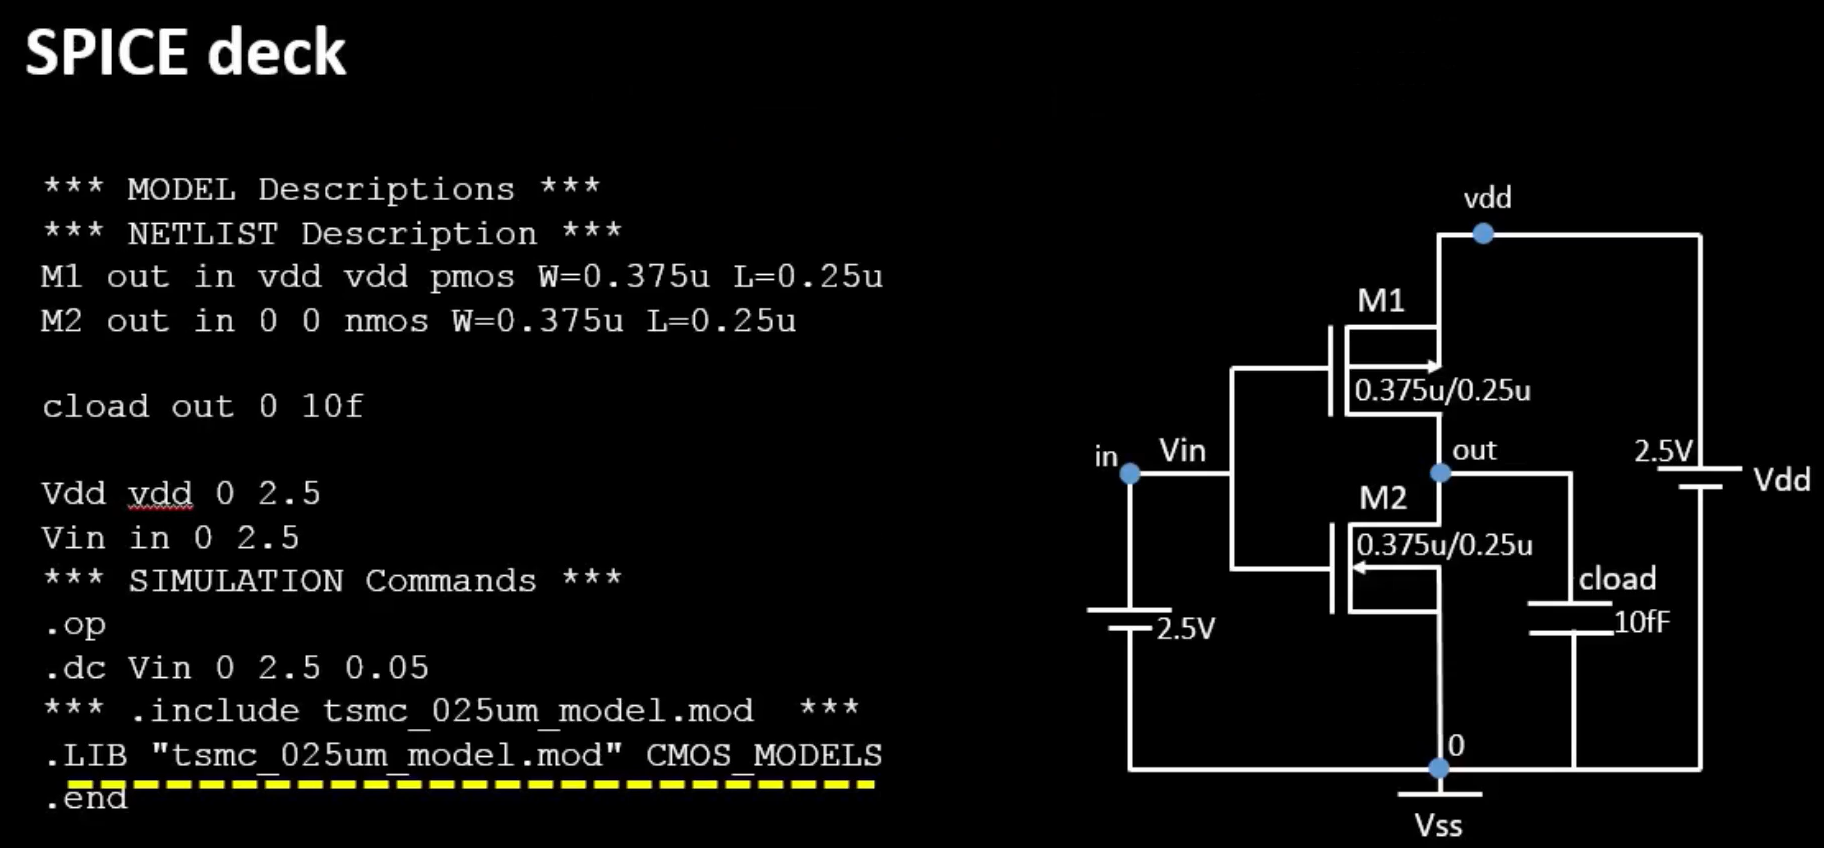 SPICE deck
*** MODEL Descriptions ***
*** NETLIST Description ***
M1 out in vdd vdd pmos W=0.375u L=0.25u
M2 out in 0 0 nmos W=0.375u L=0.25u
cload out 0 10f
Vdd vdd 0 2.5
Vin in 0 2.5
*** SIMULATION Commands ***
.op
.dc Vin 0 2.5 0.05
*** .include tsmc_025um_model.mod ***
.LIB "tsmc_025um_model.mod" CMOS_MODELS
.end
vdd
M1
0.375u/0.25u
in
Vin
out
2.5V
Vdd
M2
0.375u/0.25u
cload
10fF
2.5V
0
Vss